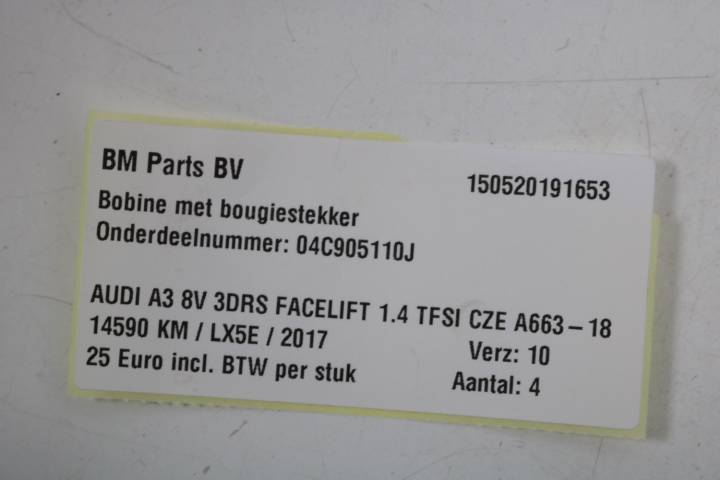 BM Parts BV
150520191653
Bobine met bougiestekker
Onderdeelnummer: 04C905110J
AUDI A3 8V 3DRS FACELIFT 1.4 TFSI CZE A663-18
14590 KM / LX5E / 2017
Verz: 10
25 Euro incl. BTW per stuk
Aantal: 4